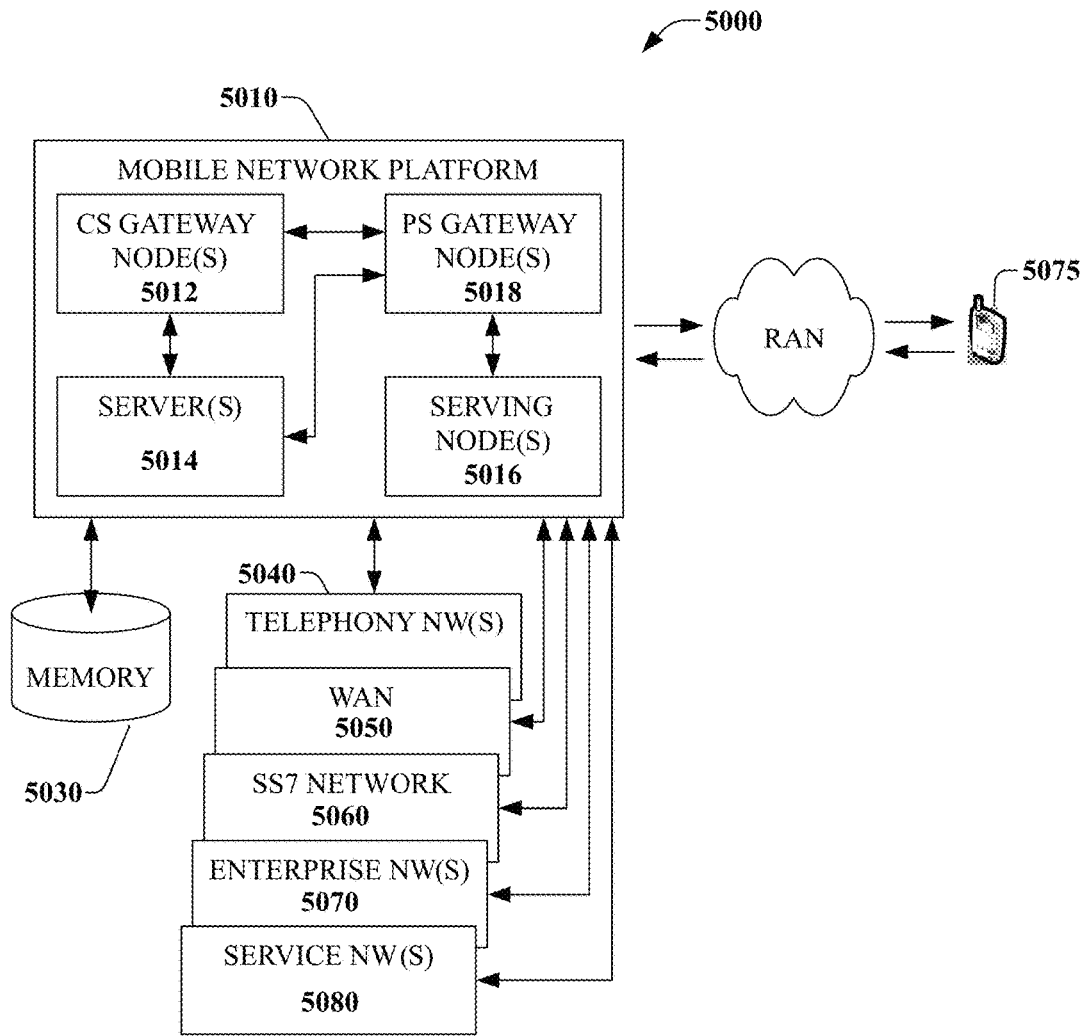 5000
5010
MOBILE NETWORK PLATFORM
CS GATEWAY
NODE(S)
5012
PS GATEWAY
NODE(S)
5018
SERVER(S)
5014
SERVING
NODE(S)
5016
RAN
5075
5040
TELEPHONY NW(S)
MEMORY
5030
WAN
5050
SS7 NETWORK
5060
ENTERPRISE NW(S)
5070
SERVICE NW(S)
5080